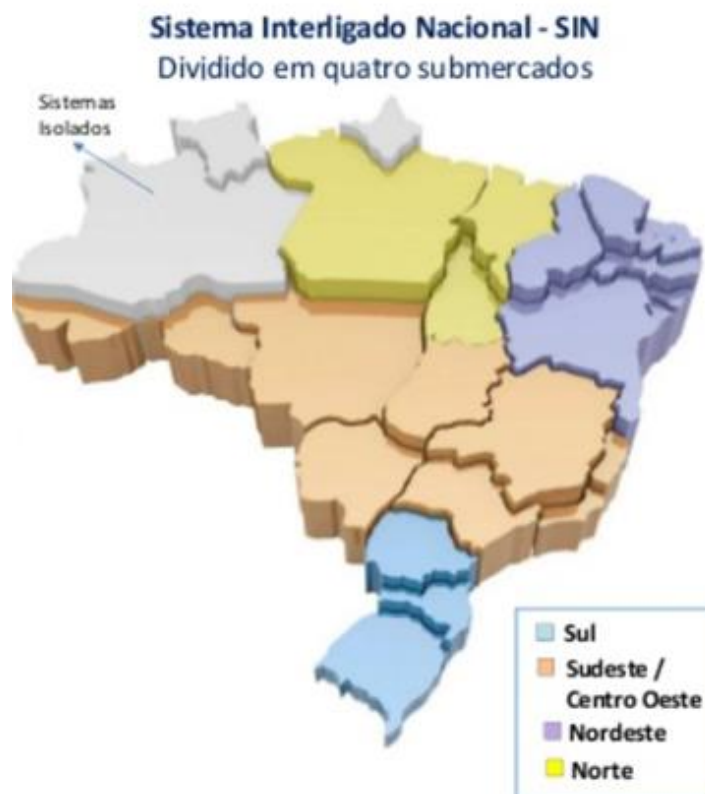 Sistema Interligado Nacional - SIN
Dividido em quatro submercados
Sistemas
Isolados
Sul
Sudeste /
Centro Oeste
Nordeste
Norte